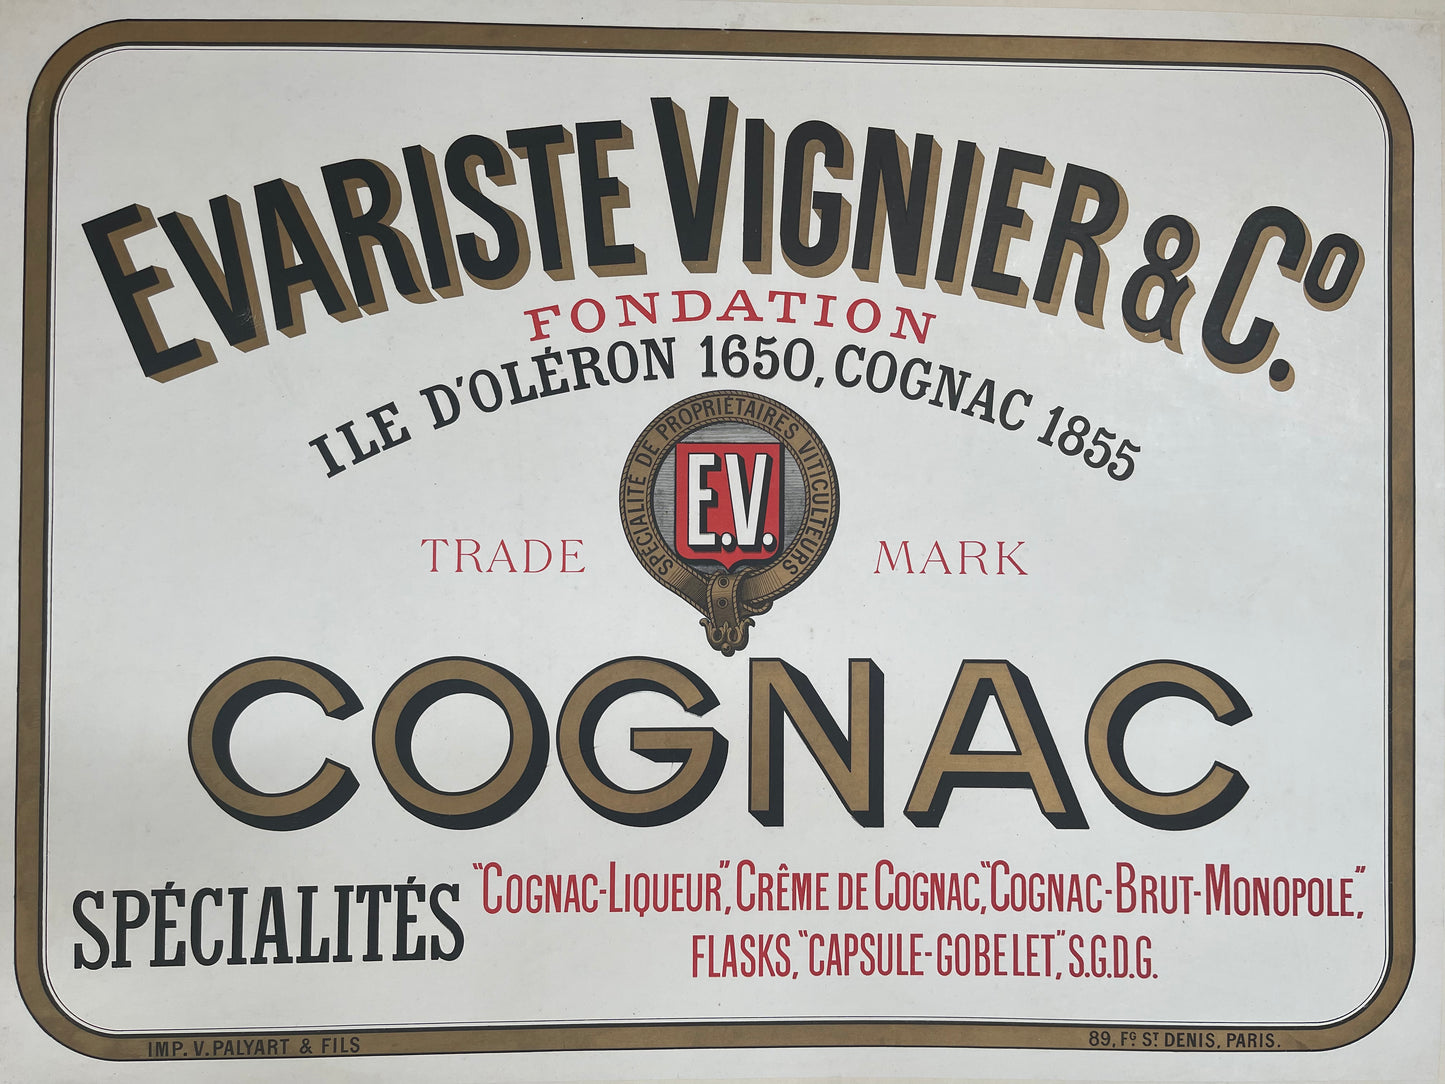 EVARISTE VIGNIER & Cº.
FONDATION
ILE D'OLÉRON 1650, COGNAC 1855
SPÉCIALITÉ DE PROPRIÉTAIRES VITICULTEURS
E.V.
TRADE MARK
COGNAC
SPÉCIALITÉS "COGNAC-LIQUEUR", CRÊME DE COGNAC, "COGNAC-BRUT-MONOPOLE",
FLASKS, "CAPSULE-GOBELET", S.G.D.G.
IMP. V. PALYART & FILS 89, Fᴳ Sᵀ DENIS, PARIS.